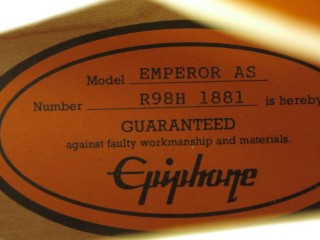 Model EMPEROR AS
Number R98H 1881 is hereby
GUARANTEED
against faulty workmanship and materials.
Epiphone